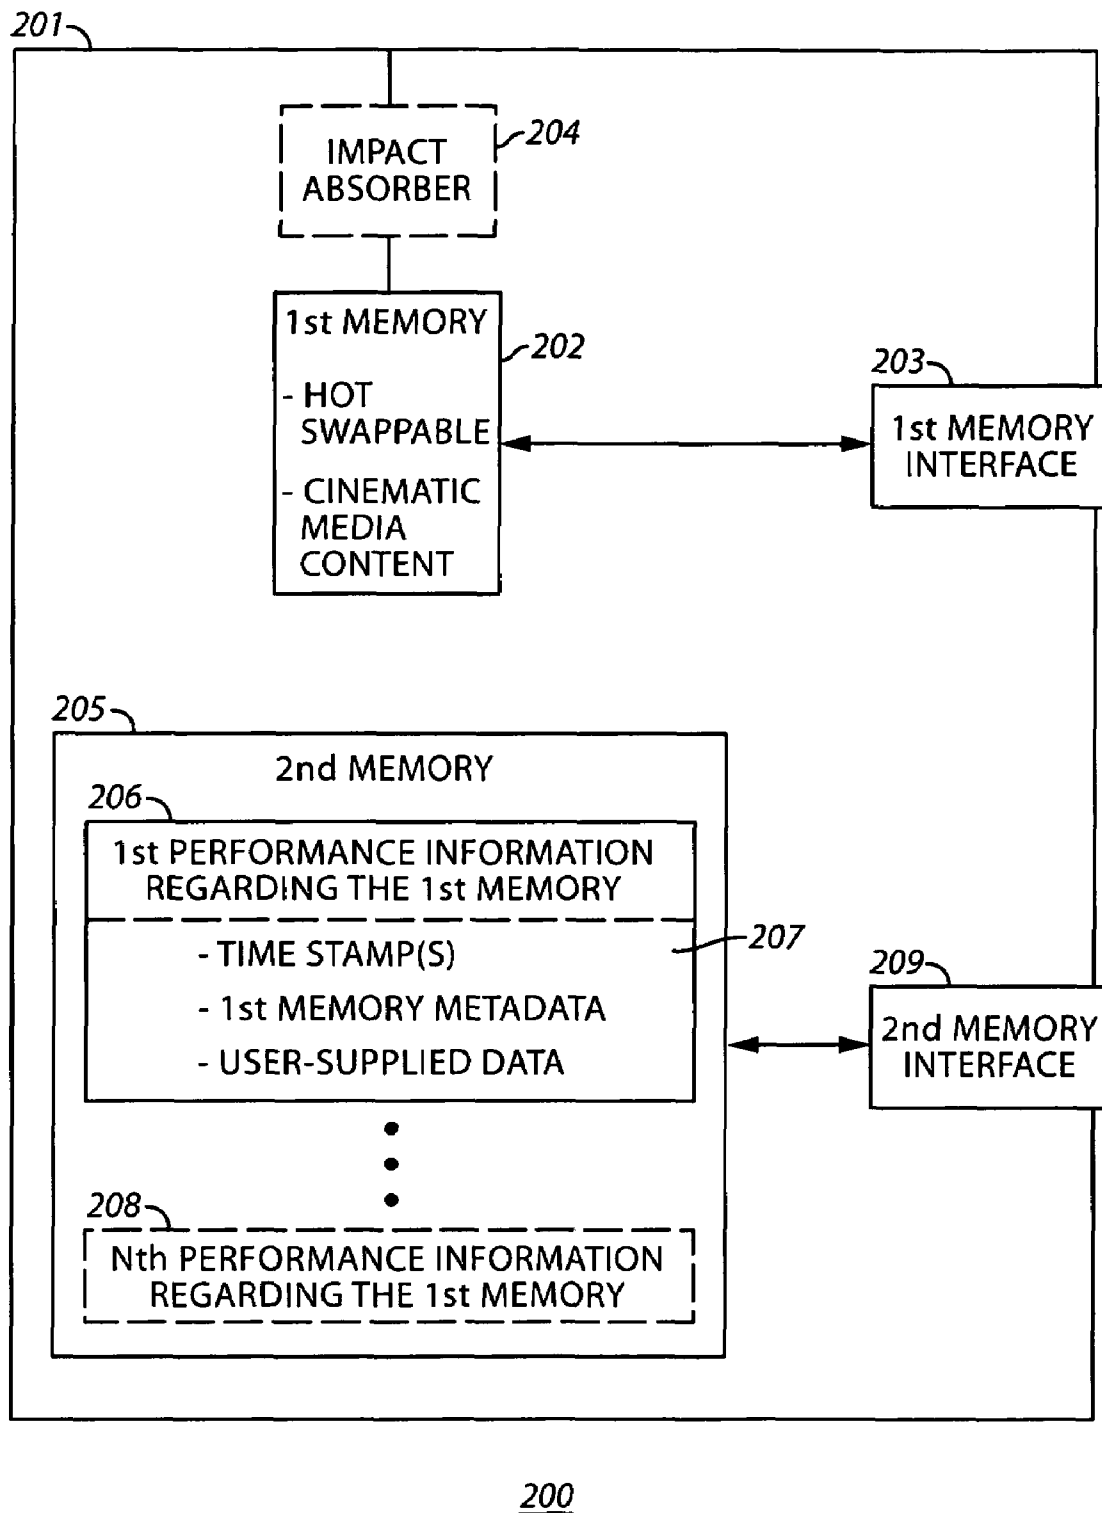 201
IMPACT
ABSORBER
204
1st MEMORY
- HOT
SWAPPABLE
- CINEMATIC
MEDIA
CONTENT
202
203
1st MEMORY
INTERFACE
205
2nd MEMORY
206
1st PERFORMANCE INFORMATION
REGARDING THE 1st MEMORY
- TIME STAMP(S)
- 1st MEMORY METADATA
- USER-SUPPLIED DATA
207
209
2nd MEMORY
INTERFACE
208
Nth PERFORMANCE INFORMATION
REGARDING THE 1st MEMORY
200